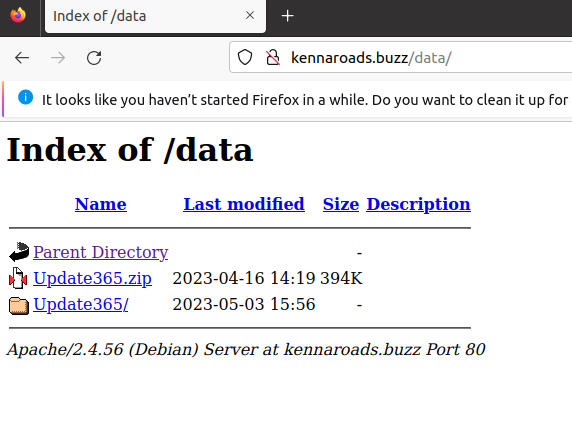 Index of /data
kennaroads.buzz/data/
It looks like you haven't started Firefox in a while. Do you want to clean it up for
Index of /data
Name Last modified Size Description
Parent Directory -
Update365.zip 2023-04-16 14:19 394K
Update365/ 2023-05-03 15:56 -
Apache/2.4.56 (Debian) Server at kennaroads.buzz Port 80